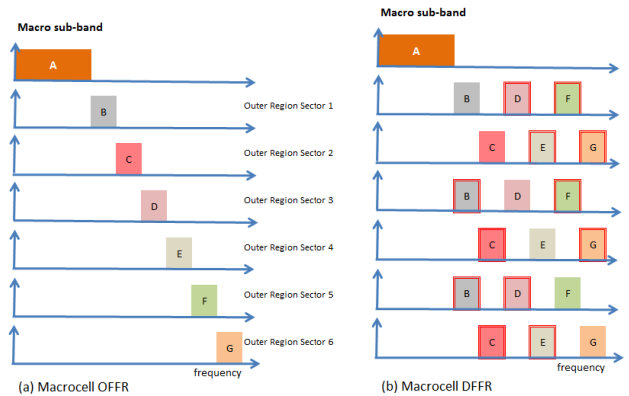 Macro sub-band
A
B
Outer Region Sector 1
C
Outer Region Sector 2
D
Outer Region Sector 3
E
Outer Region Sector 4
F
Outer Region Sector 5
G
Outer Region Sector 6
frequency
(a) Macrocell OFFR
Macro sub-band
A
B D F
C E G
B D F
C E G
B D F
C E G
frequency
(b) Macrocell DFFR